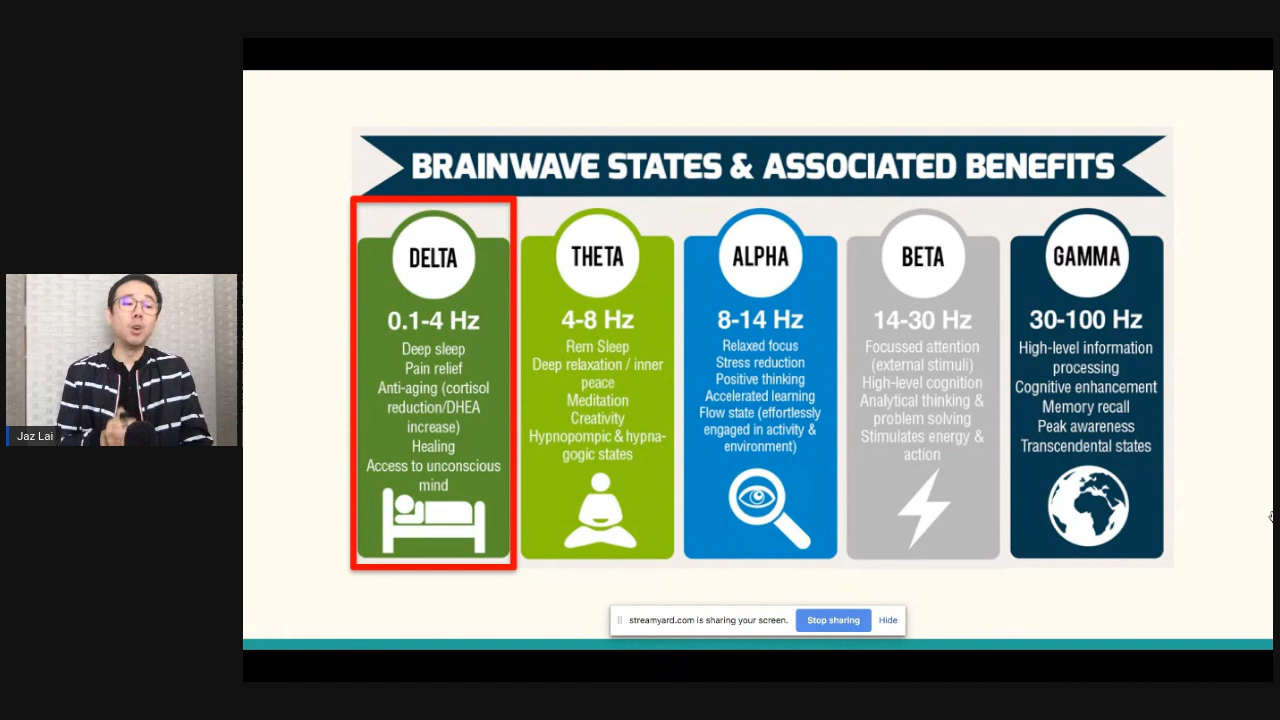 BRAINWAVE STATES & ASSOCIATED BENEFITS
DELTA
0.1-4 Hz
Deep sleep
Pain relief
Anti-aging (cortisol
reduction/DHEA
increase)
Healing
Access to unconscious
mind
THETA
4-8 Hz
Rem Sleep
Deep relaxation / inner
peace
Meditation
Creativity
Hypnopompic & hypna-
gogic states
ALPHA
8-14 Hz
Relaxed focus
Stress reduction
Positive thinking
Accelerated learning
Flow state (effortlessly
engaged in activity &
environment)
BETA
14-30 Hz
Focussed attention
(external stimuli)
High-level cognition
Analytical thinking &
problem solving
Stimulates energy &
action
GAMMA
30-100 Hz
High-level information
processing
Cognitive enhancement
Memory recall
Peak awareness
Transcendental states
Jaz Lai
streamyard.com is sharing your screen.
Stop sharing
Hide